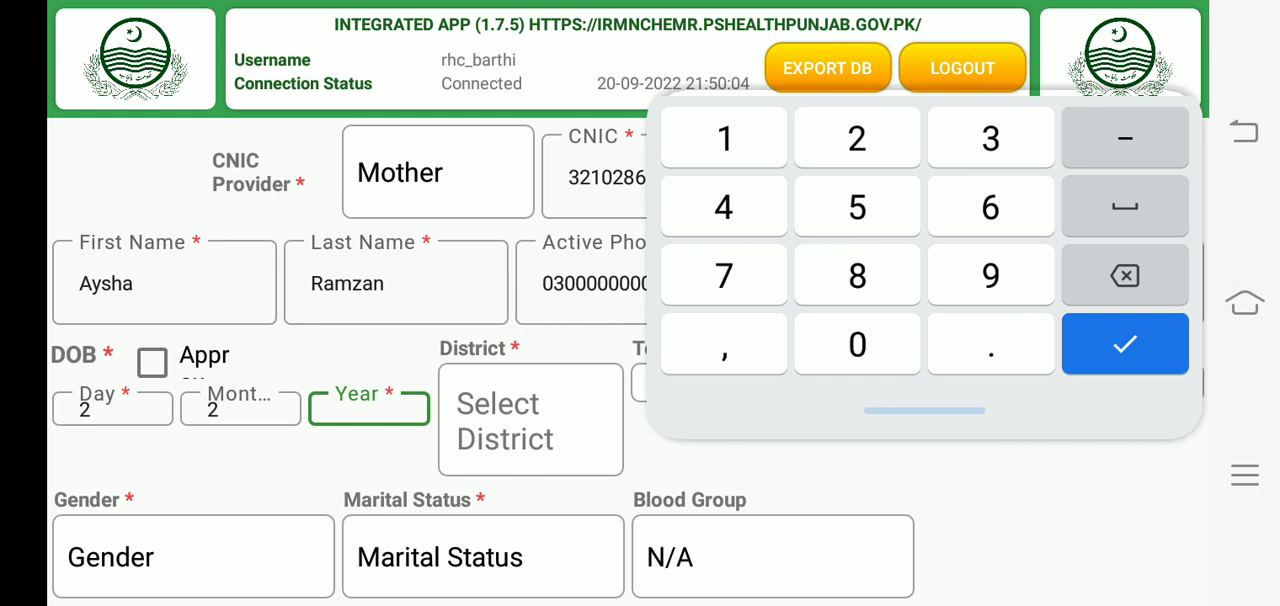 INTEGRATED APP (1.7.5) HTTPS://IRMNCHEMR.PSHEALTHPUNJAB.GOV.PK/
Username rhc_barthi
Connection Status Connected 20-09-2022 21:50:04
EXPORT DB LOGOUT
CNIC Provider *
Mother
CNIC *
3210286
First Name *
Aysha
Last Name *
Ramzan
Active Pho
0300000000
DOB *
Appr
Day *
2
Mont...
2
Year *
District *
Select
District
Gender *
Gender
Marital Status *
Marital Status
Blood Group
N/A
1 2 3 –
4 5 6
7 8 9
, 0 .